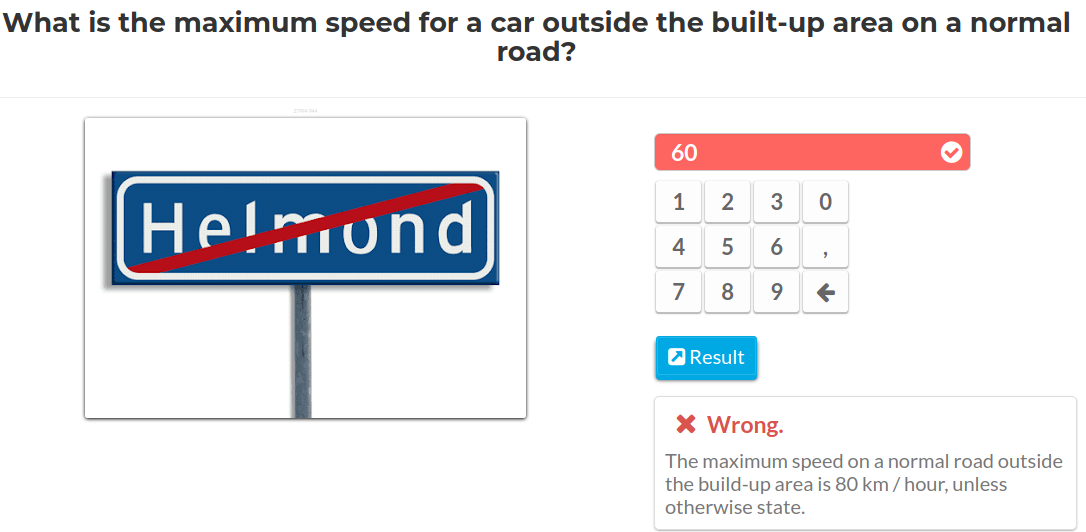 What is the maximum speed for a car outside the built-up area on a normal
road?
Helmond
60
1 2 3 0
4 5 6 ,
7 8 9
Result
Wrong.
The maximum speed on a normal road outside
the build-up area is 80 km / hour, unless
otherwise state.